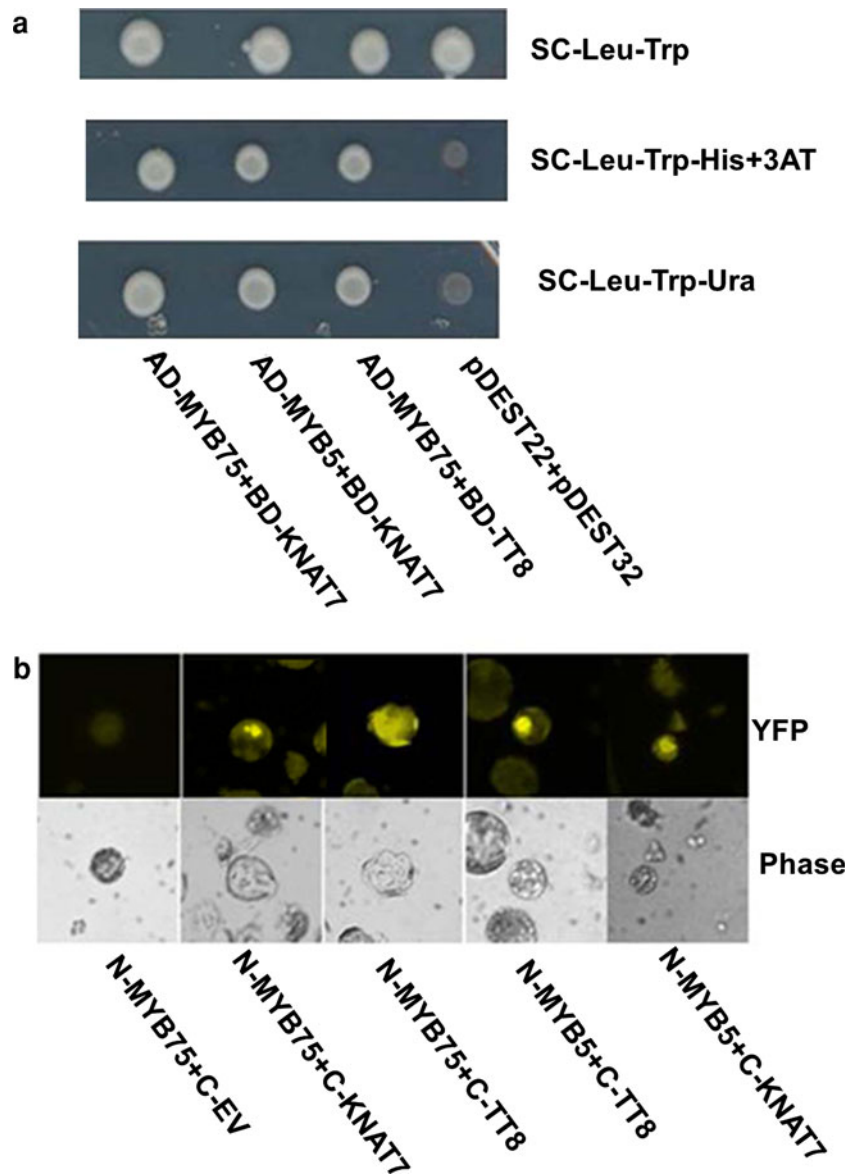 a
SC-Leu-Trp
SC-Leu-Trp-His+3AT
SC-Leu-Trp-Ura
AD-MYB75+BD-KNAT7
AD-MYB5+BD-KNAT7
AD-MYB75+BD-TT8
pDEST22+pDEST32
b
YFP
Phase
N-MYB75+C-EV
N-MYB75+C-KNAT7
N-MYB75+C-TT8
N-MYB5+C-TT8
N-MYB5+C-KNAT7